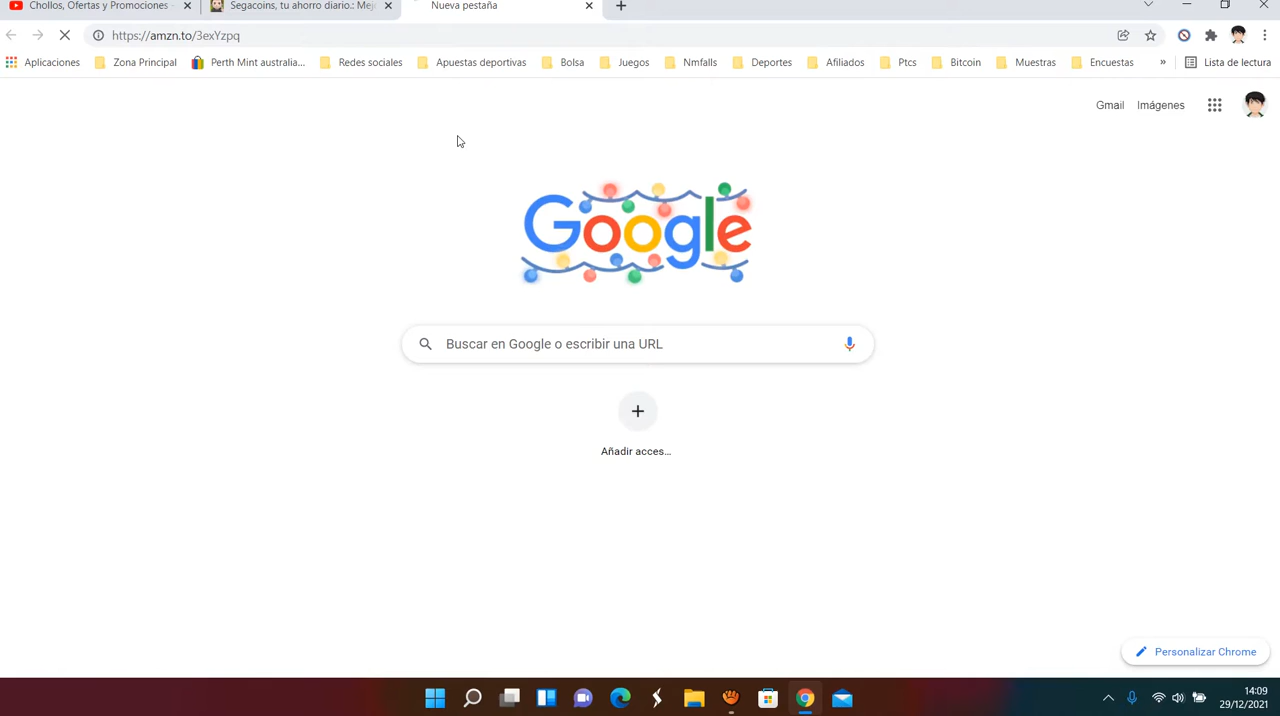 Chollos, Ofertas y Promociones
Segacoins, tu ahorro diario.: Mej
Nueva pestaña
https://amzn.to/3exYzpq
Aplicaciones
Zona Principal
Perth Mint australia...
Redes sociales
Apuestas deportivas
Bolsa
Juegos
Nmfalls
Deportes
Afiliados
Ptcs
Bitcoin
Muestras
Encuestas
»
Lista de lectura
Gmail
Imágenes
Google
Buscar en Google o escribir una URL
Añadir acces...
Personalizar Chrome
14:09
29/12/2021